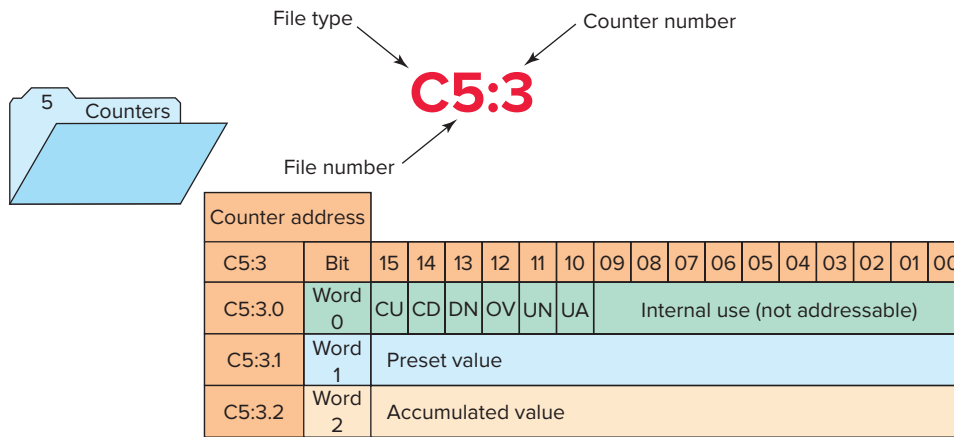 File type
Counter number
C5:3
5
Counters
File number
Counter address
C5:3 Bit 15 14 13 12 11 10 09 08 07 06 05 04 03 02 01 00
C5:3.0 Word 0 CU CD DN OV UN UA Internal use (not addressable)
C5:3.1 Word 1 Preset value
C5:3.2 Word 2 Accumulated value